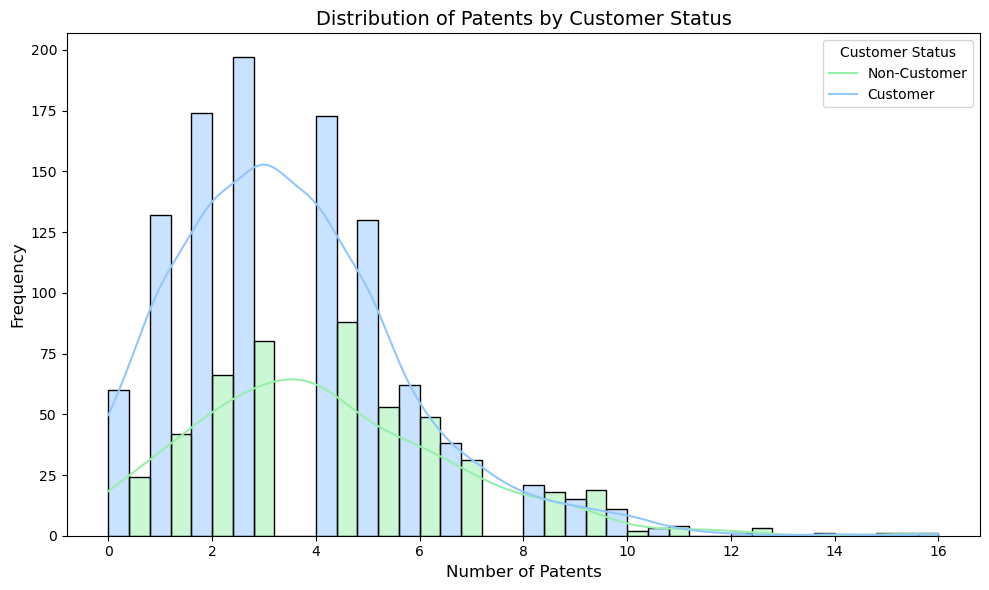 Distribution of Patents by Customer Status
Customer Status
Non-Customer
Customer
Frequency
200
175
150
125
100
75
50
25
0
0 2 4 6 8 10 12 14 16
Number of Patents